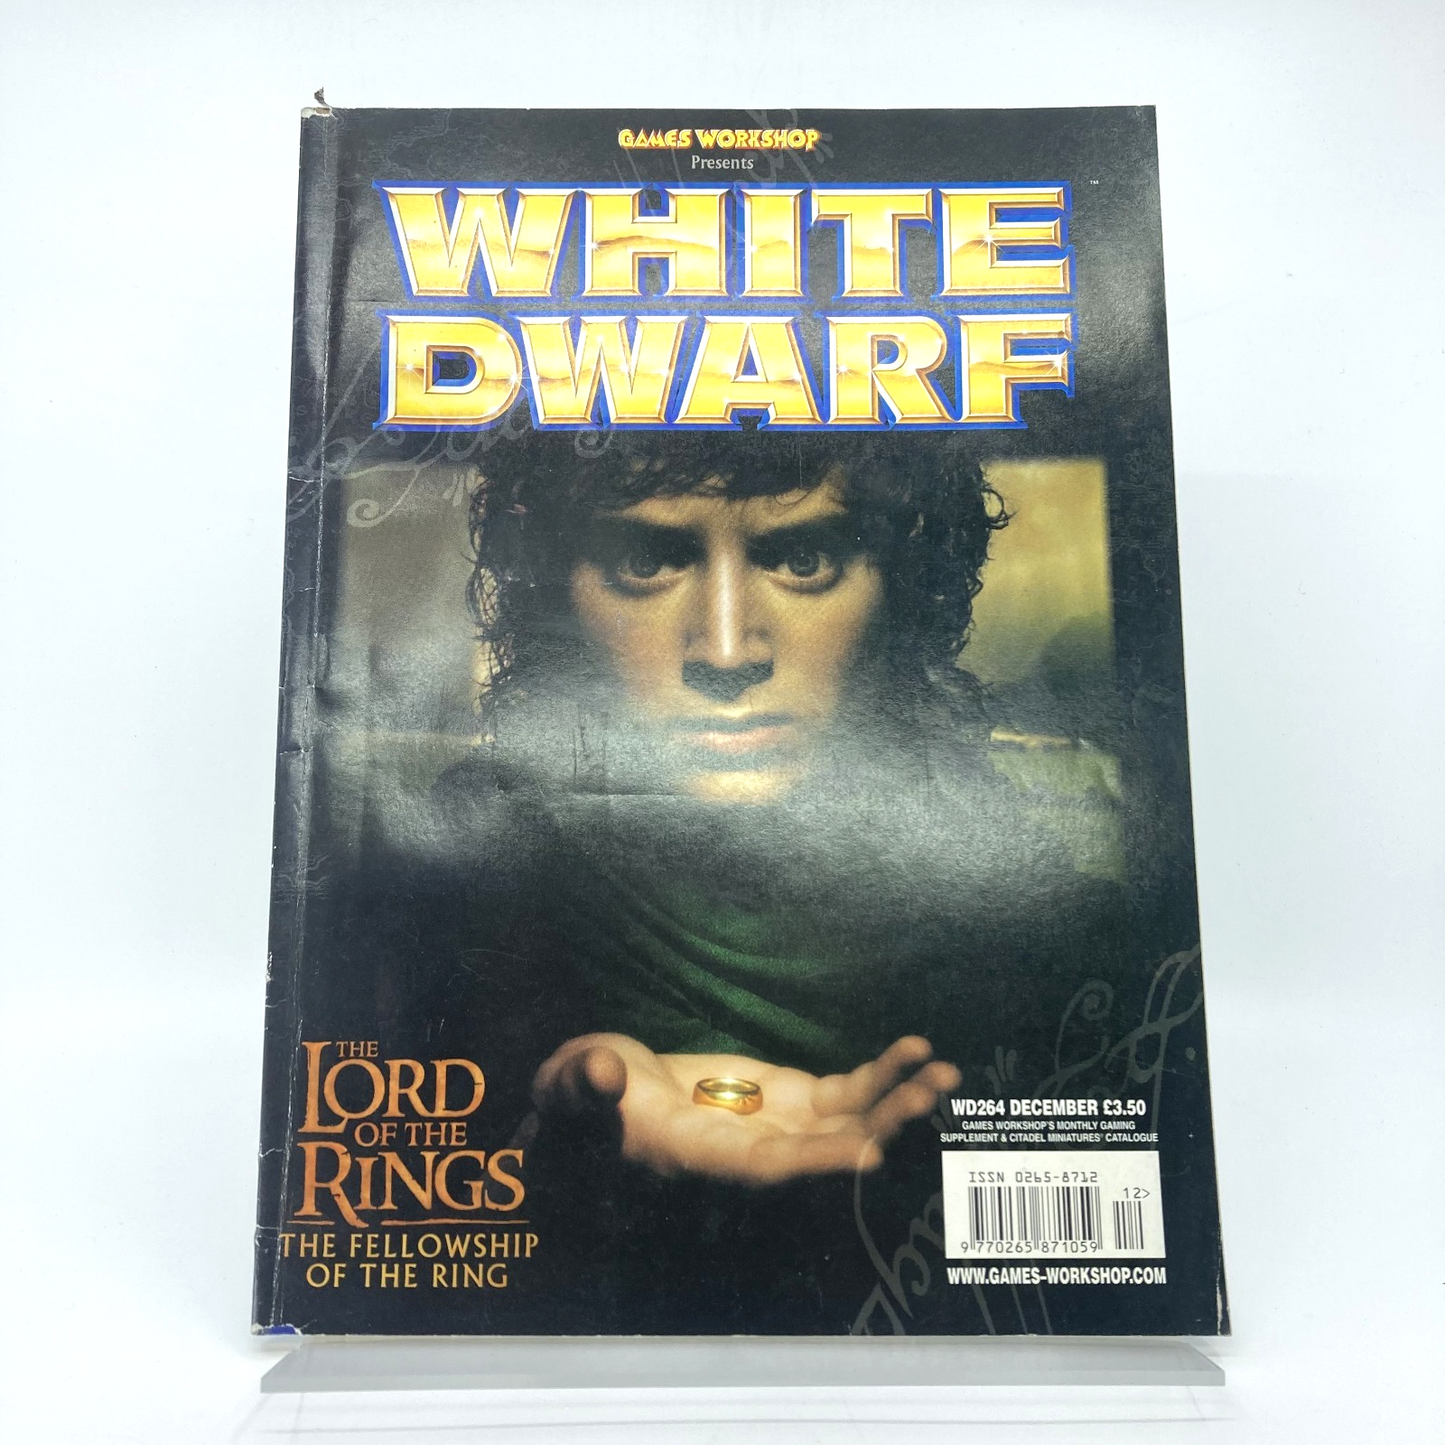 GAMES WORKSHOP
Presents
WHITE
™
DWARF
THE
LORD
OF THE
RINGS
THE FELLOWSHIP
OF THE RING
WD264 DECEMBER £3.50
GAMES WORKSHOP'S MONTHLY GAMING
SUPPLEMENT & CITADEL MINIATURES' CATALOGUE
ISSN 0265-8712
12>
9 770265 871059
WWW.GAMES-WORKSHOP.COM